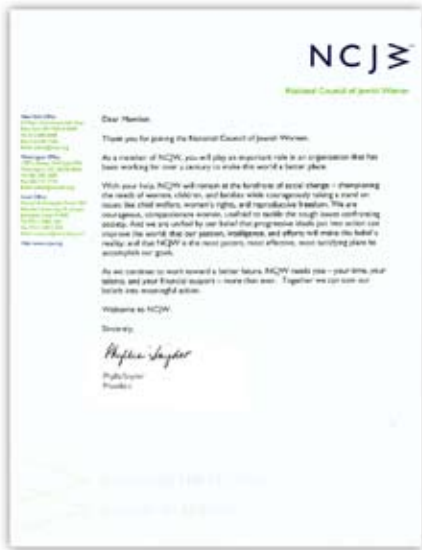 NCJW
National Council of Jewish Women
New York Office
Washington Office
Dear Member:
Thank you for joining the National Council of Jewish Women.
As a member of NCJW, you will play an important role in an organization that has
been working for over a century to make this world a better place.
With your help, NCJW will remain at the forefront of social change – championing
the needs of women, children, and families while courageously taking a stand on
issues like child welfare, women's rights, and reproductive freedom. We are
courageous, compassionate women, unafraid to tackle the tough issues confronting
society. And we are unified by our belief that progressive ideals put into action can
improve the world; that our passion, intelligence, and efforts will make this belief a
reality; and that NCJW is the most potent, most effective, most satisfying place to
accomplish our goals.
As we continue to work toward a better future, NCJW needs you – your time, your
talents, and your financial support – more than ever. Together we can turn our
beliefs into meaningful action.
Welcome to NCJW.
Sincerely,
Phyllis Snyder
Phyllis Snyder
President